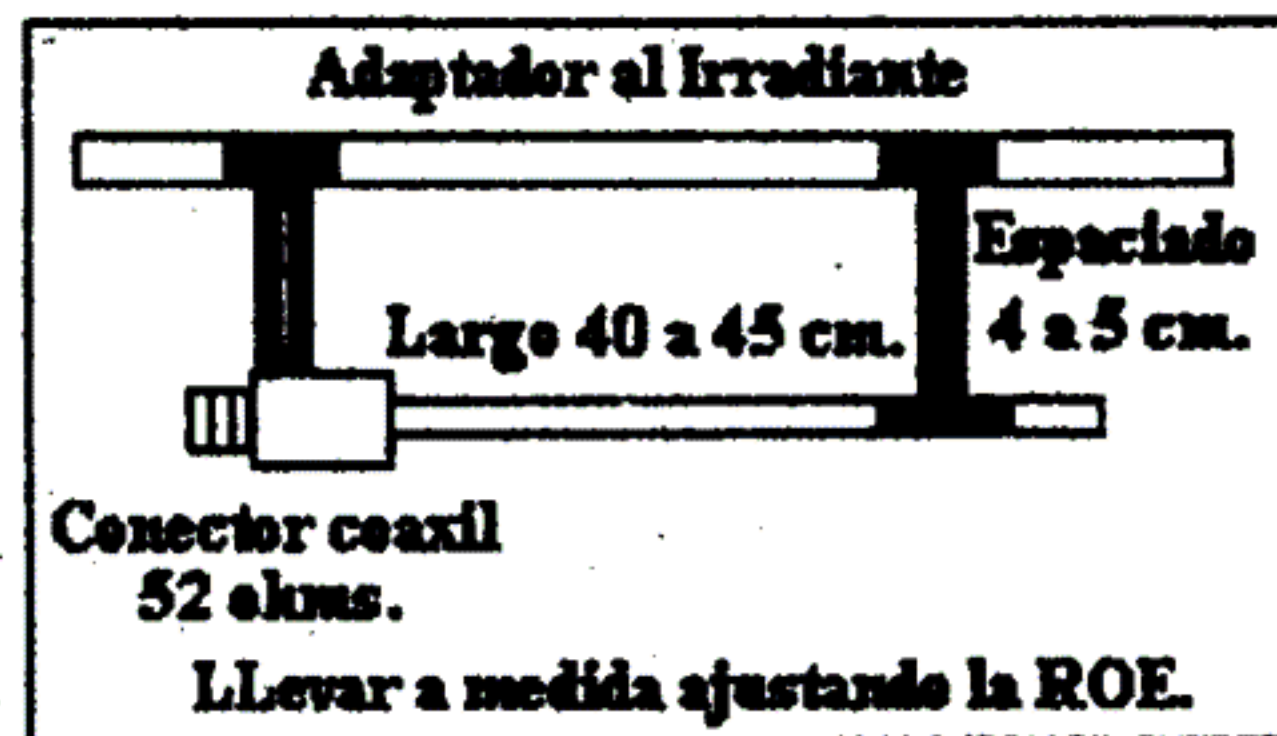 Adaptador al Irradiante
Espaciado
4 a 5 cm.
Largo 40 a 45 cm.
Conector coaxil
52 ohms.
LLevar a medida ajustando la ROE.